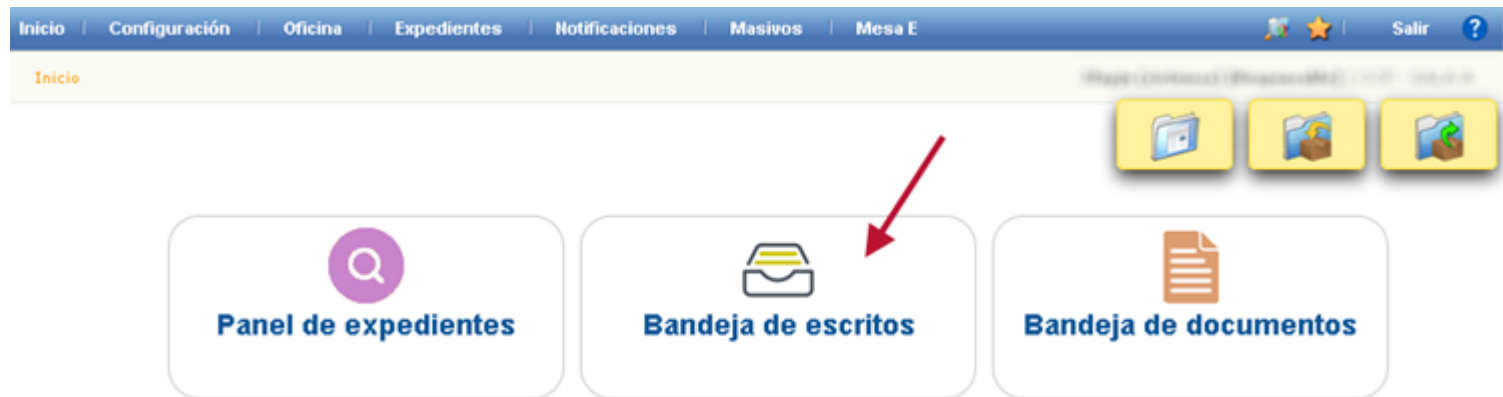 Inicio | Configuración | Oficina | Expedientes | Notificaciones | Masivos | Mesa E | Salir ?
Inicio
Panel de expedientes
Bandeja de escritos
Bandeja de documentos